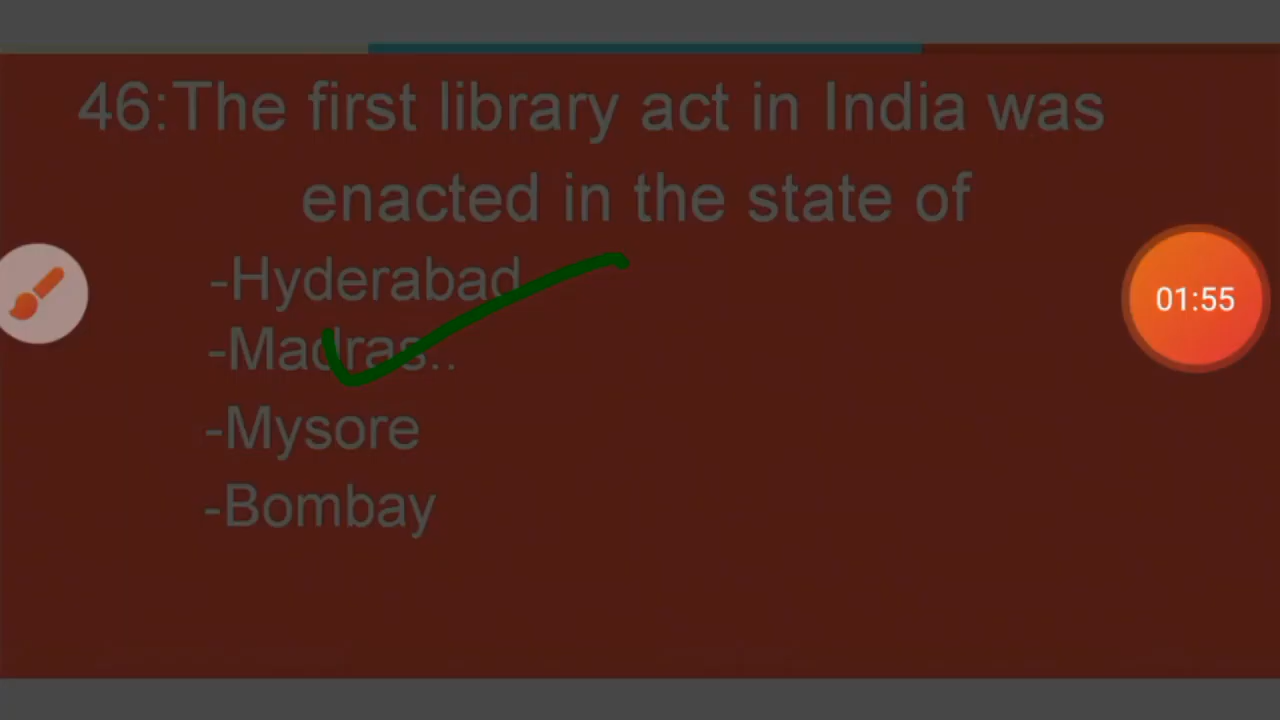 46:The first library act in India was
enacted in the state of
-Hyderabad
-Madras..
-Mysore
-Bombay
01:55